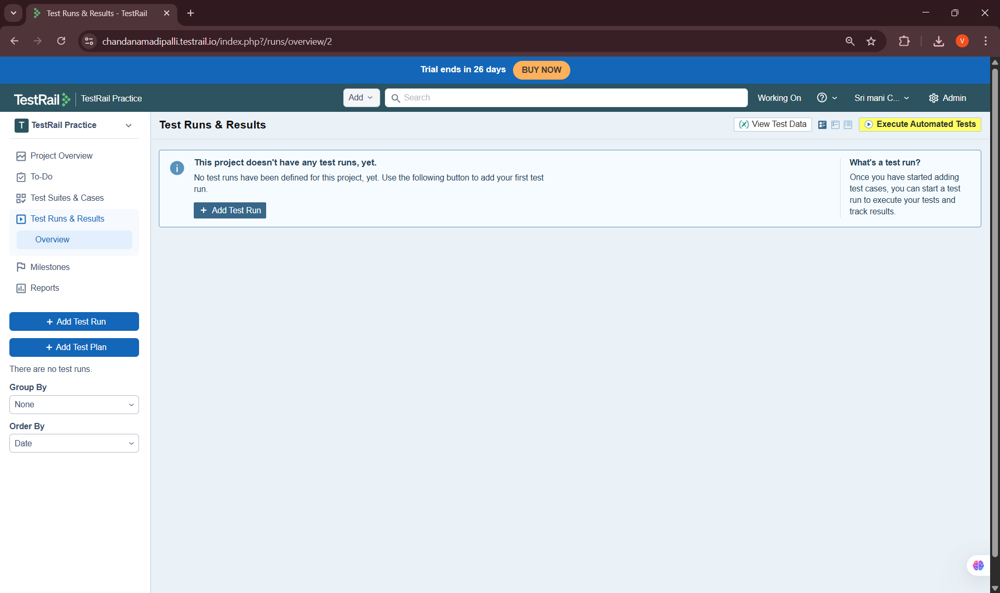 Test Runs & Results - TestRail
chandanamadipalli.testrail.io/index.php?/runs/overview/2
V
Trial ends in 26 days
BUY NOW
TestRail
TestRail Practice
Add
Search
Working On
Sri mani C...
Admin
T TestRail Practice
Project Overview
To-Do
Test Suites & Cases
Test Runs & Results
Overview
Milestones
Reports
+ Add Test Run
+ Add Test Plan
There are no test runs.
Group By
None
Order By
Date
Test Runs & Results
(x) View Test Data
Execute Automated Tests
This project doesn't have any test runs, yet.
No test runs have been defined for this project, yet. Use the following button to add your first test
run.
+ Add Test Run
What's a test run?
Once you have started adding
test cases, you can start a test
run to execute your tests and
track results.